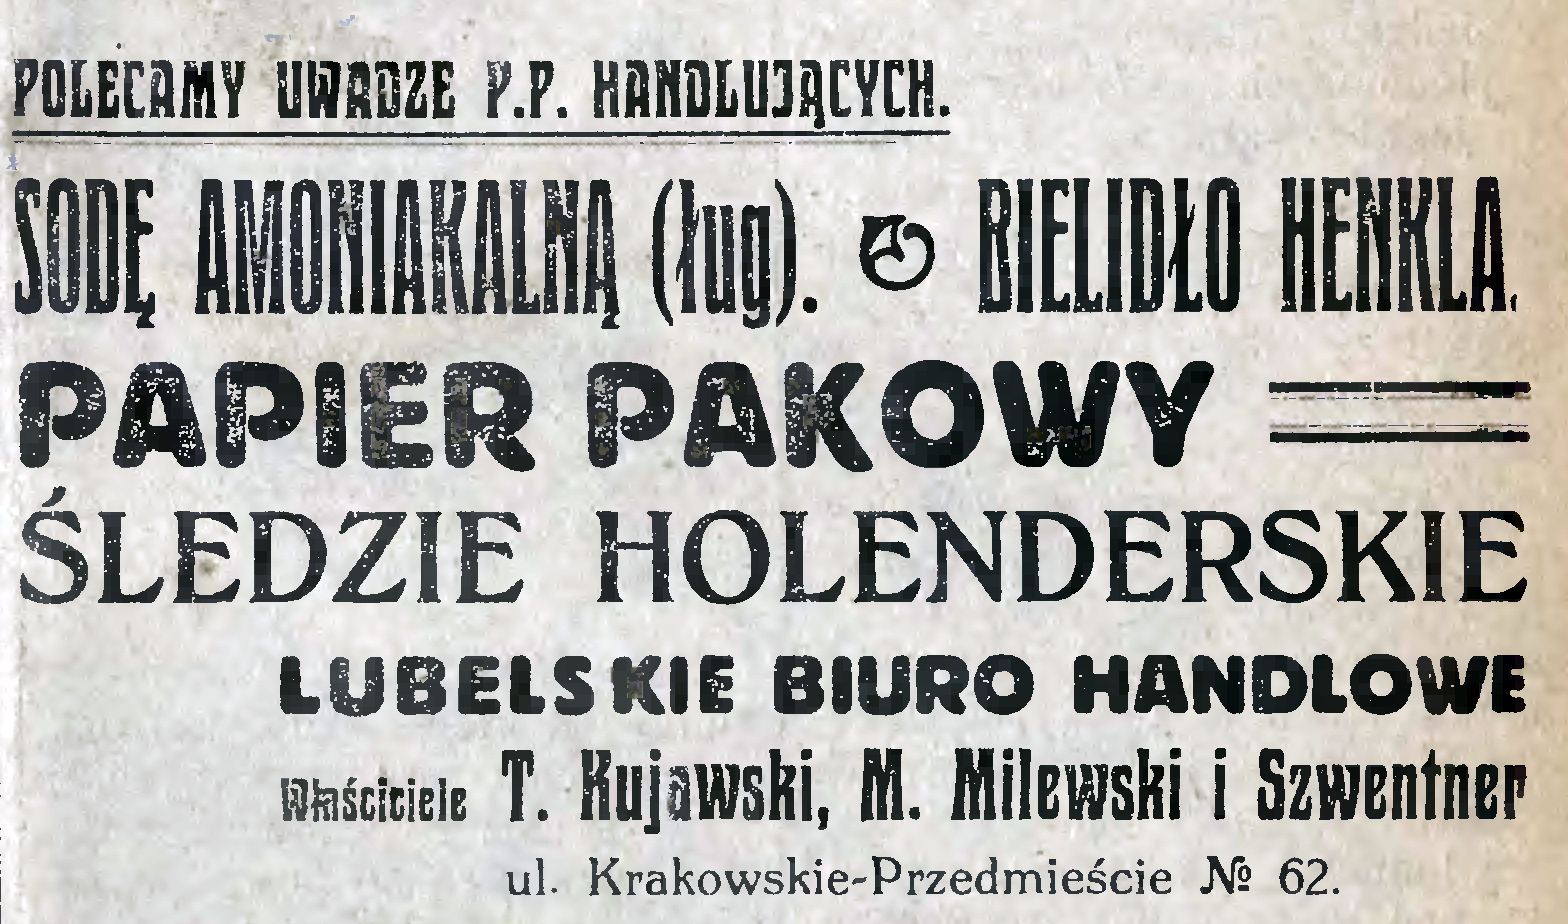 POLECAMY UWADZE P.P. HANDLUJĄCYCH.
SODĘ AMONIAKALNĄ (ług). BIELIDŁO HENKLA.
PAPIER PAKOWY
ŚLEDZIE HOLENDERSKIE
LUBELSKIE BIURO HANDLOWE
Właściciele T. Kujawski, M. Milewski i Szwentner
ul. Krakowskie-Przedmieście № 62.